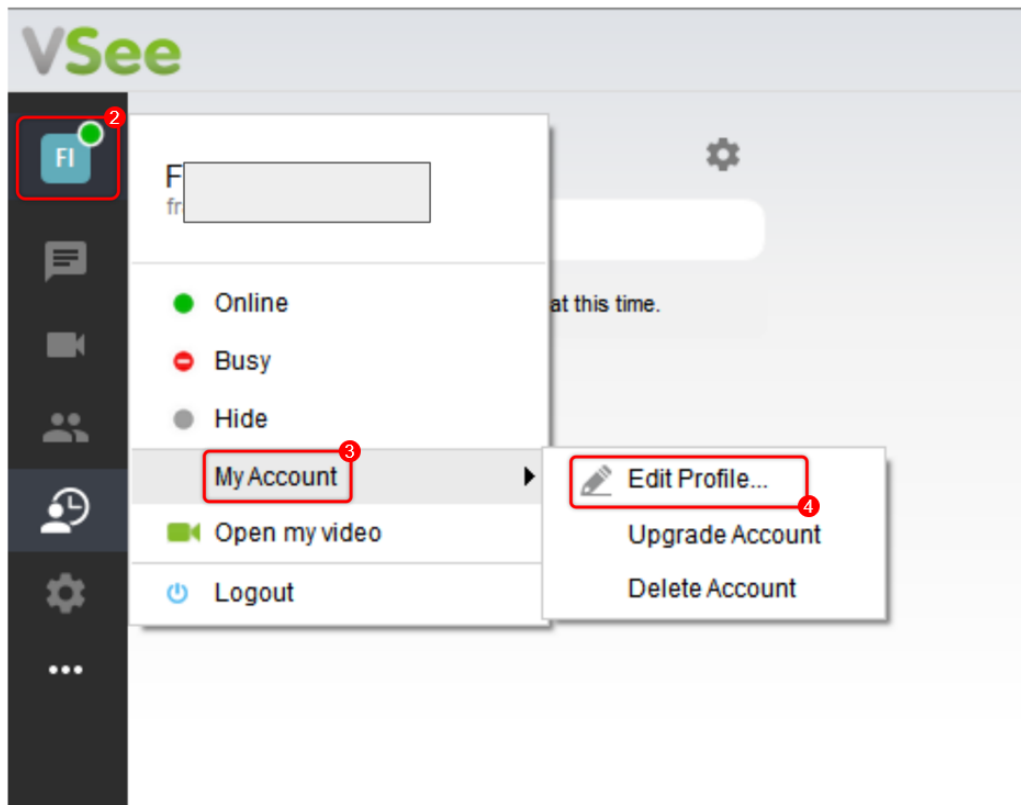 VSee
2
FI
F
fr
Online
at this time.
Busy
Hide
3
My Account
Edit Profile...
4
Open my video
Upgrade Account
Logout
Delete Account